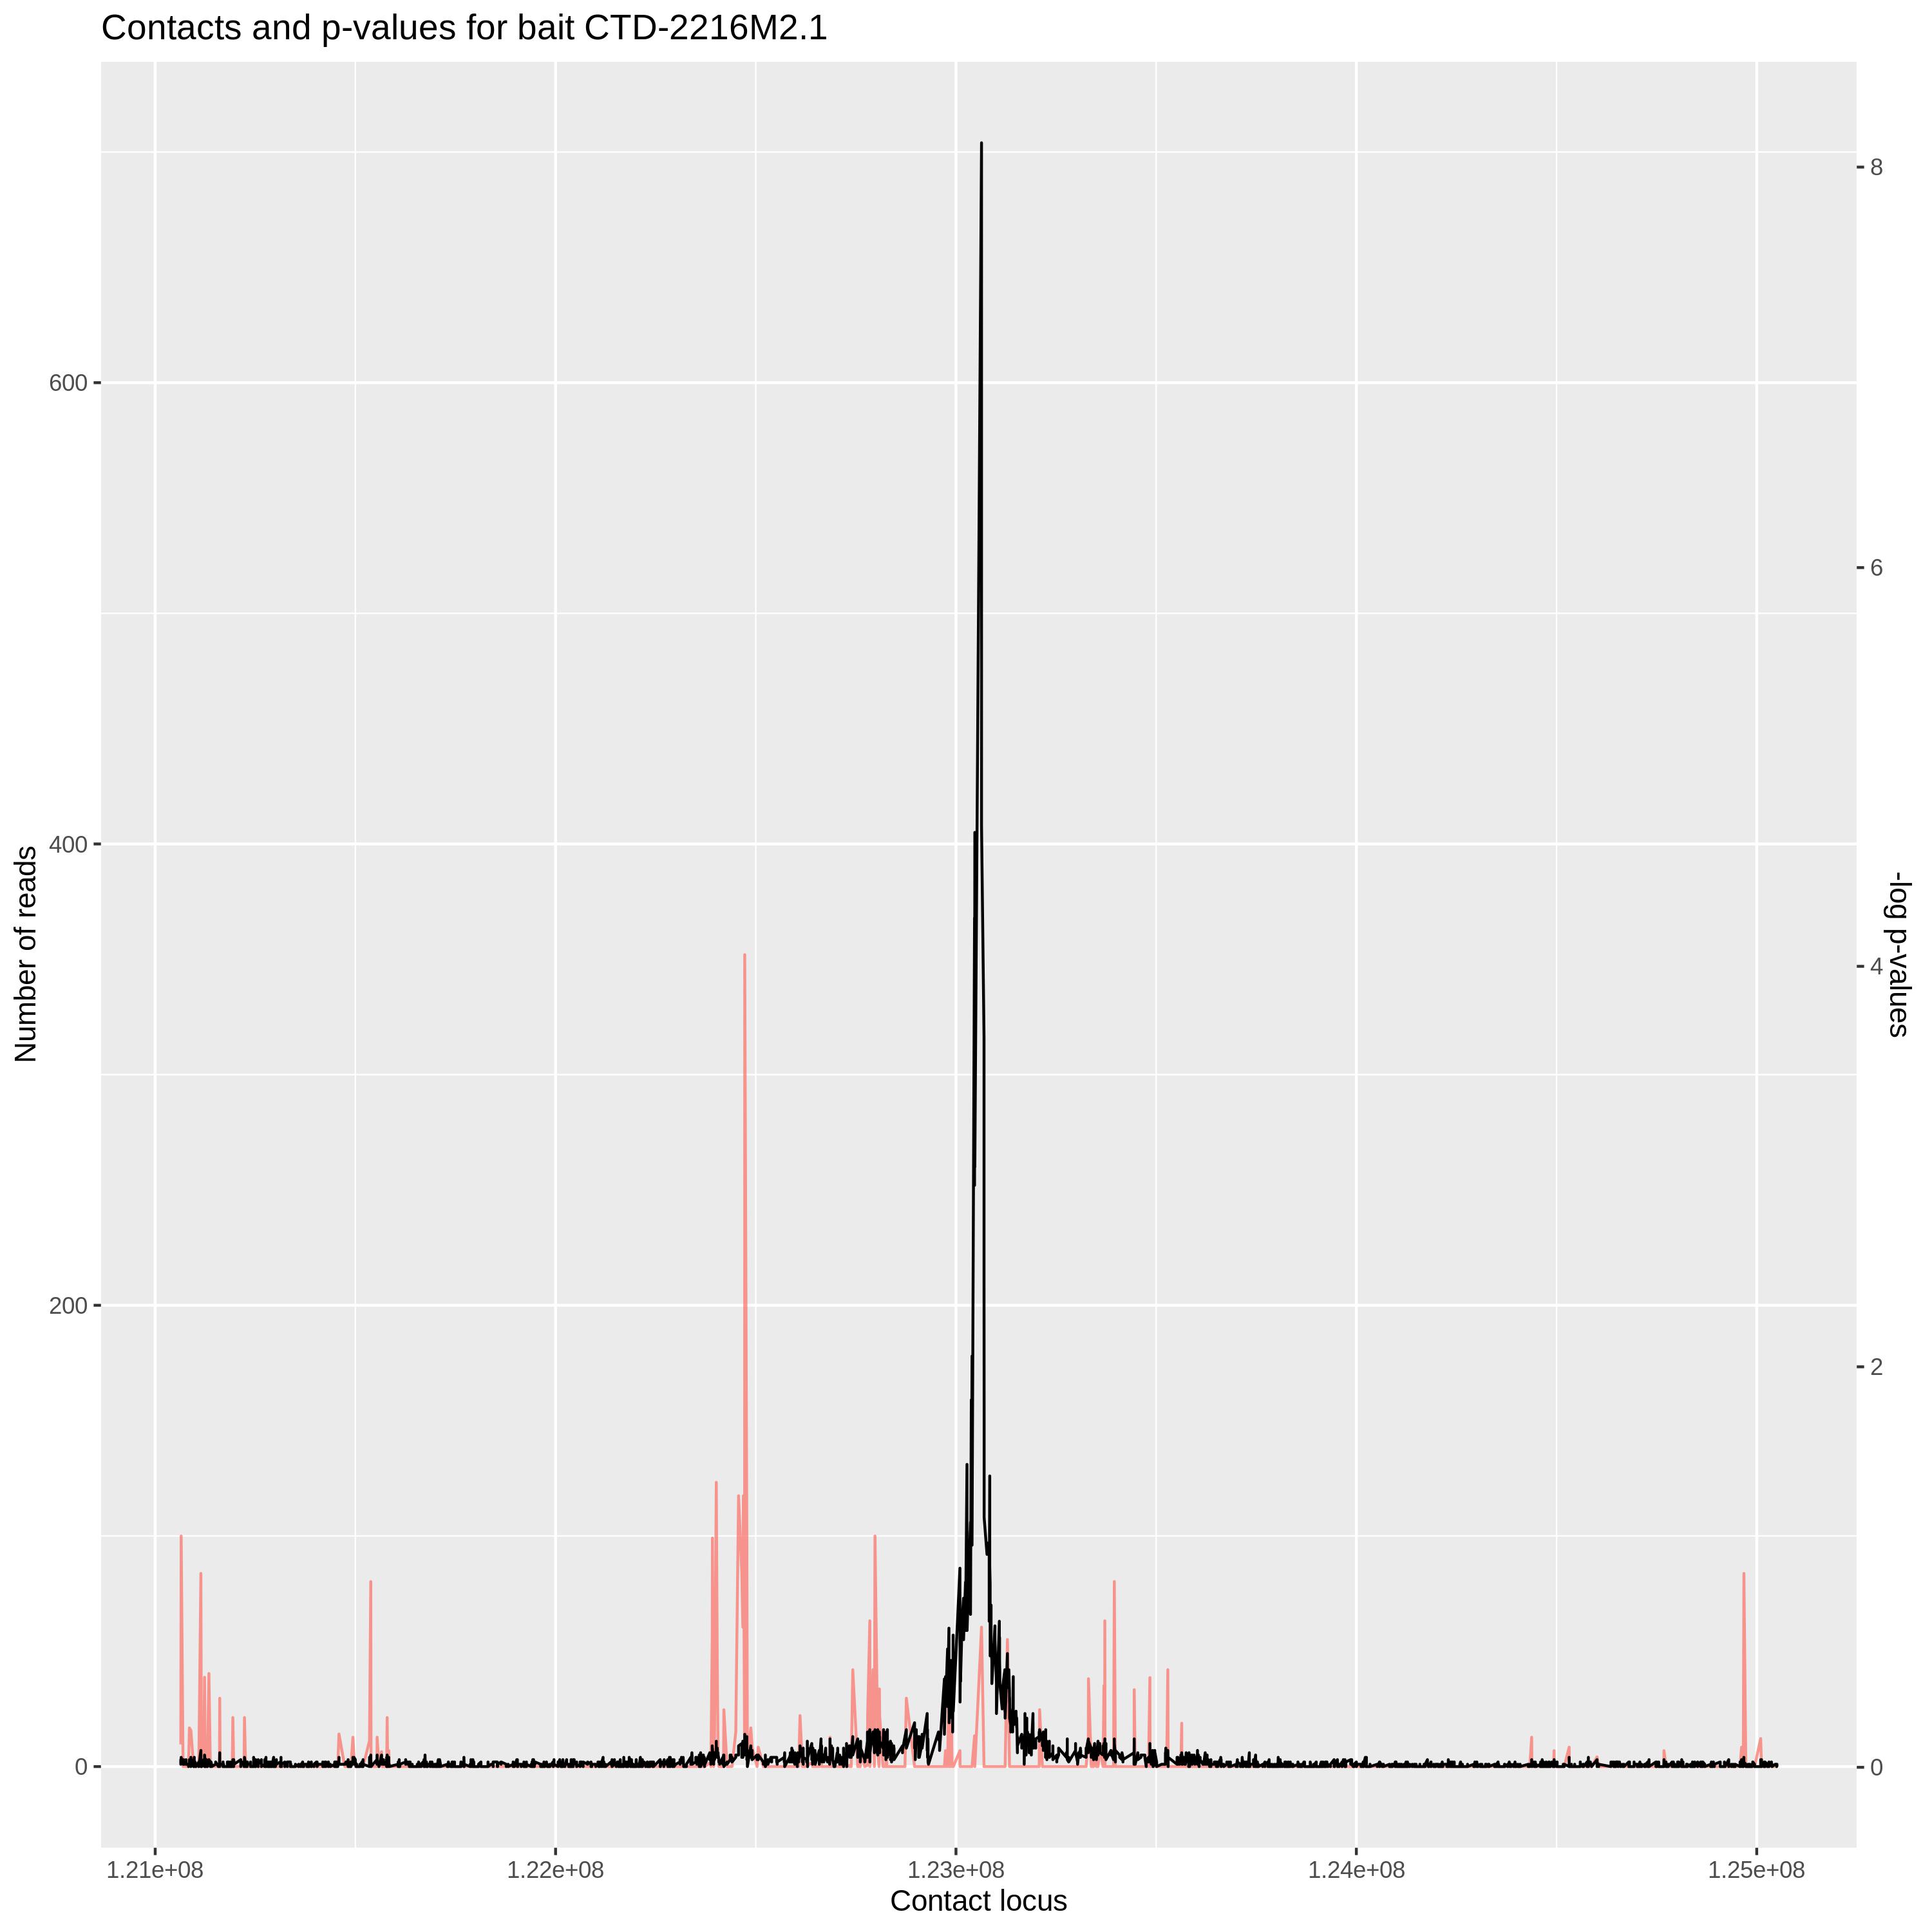 Contacts and p-values for bait CTD-2216M2.1
Number of reads
600
400
200
0
8
6
4
2
0
-log p-values
1.21e+08 1.22e+08 1.23e+08 1.24e+08 1.25e+08
Contact locus